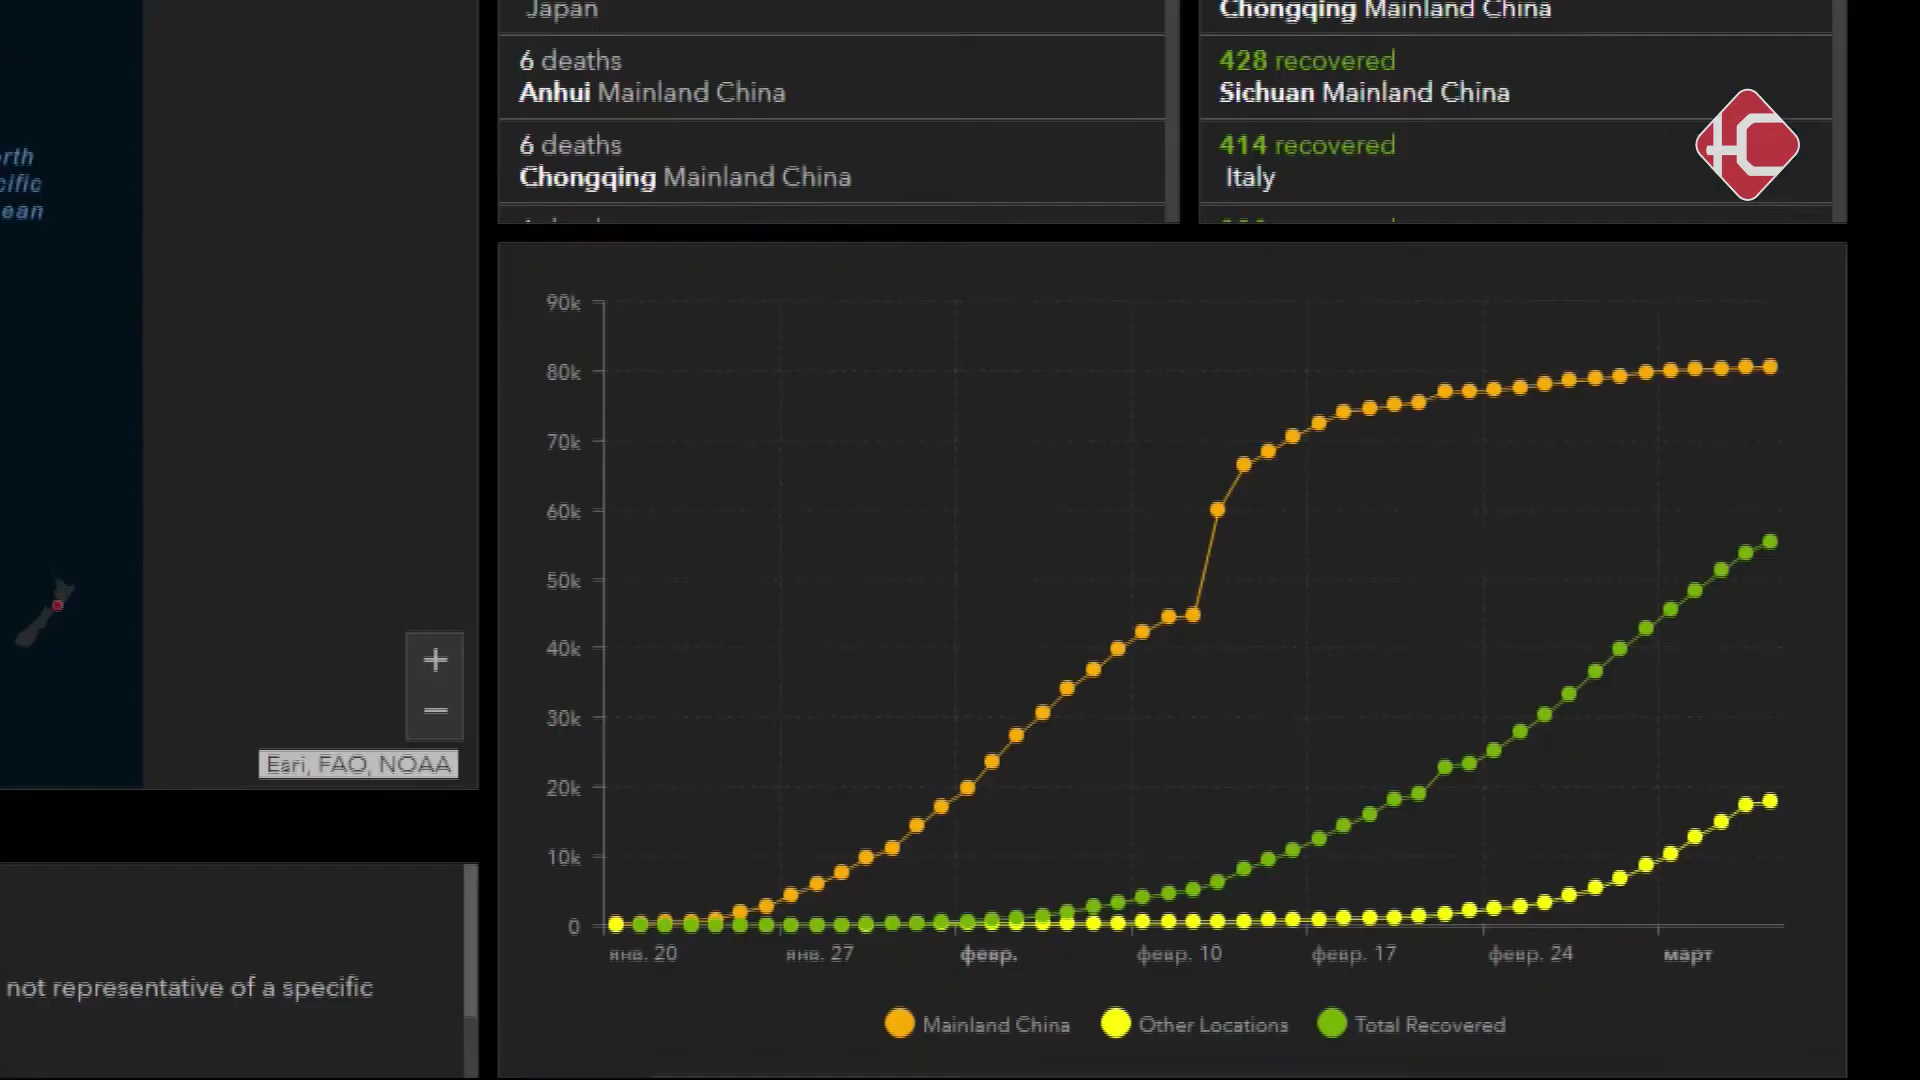 Japan
6 deaths
Anhui Mainland China
6 deaths
Chongqing Mainland China
Chongqing Mainland China
428 recovered
Sichuan Mainland China
414 recovered
Italy
rth
cific
ean
Esri, FAO, NOAA
not representative of a specific
90k
80k
70k
60k
50k
40k
30k
20k
10k
0
янв. 20 янв. 27 февр. февр. 10 февр. 17 февр. 24 март
Mainland China Other Locations Total Recovered